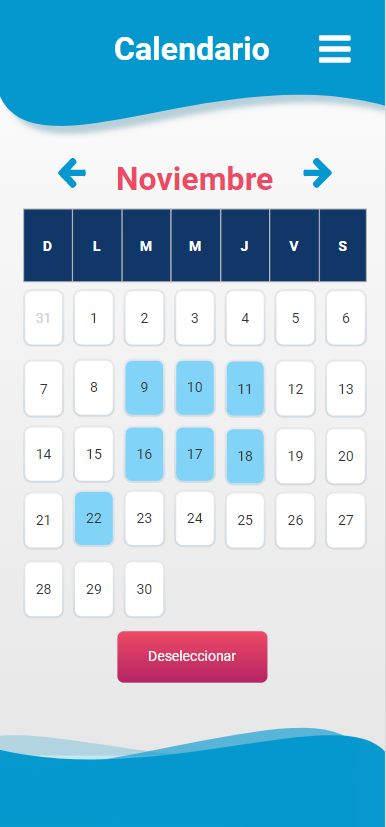 Calendario
Noviembre
D L M M J V S
31 1 2 3 4 5 6
7 8 9 10 11 12 13
14 15 16 17 18 19 20
21 22 23 24 25 26 27
28 29 30
Deseleccionar